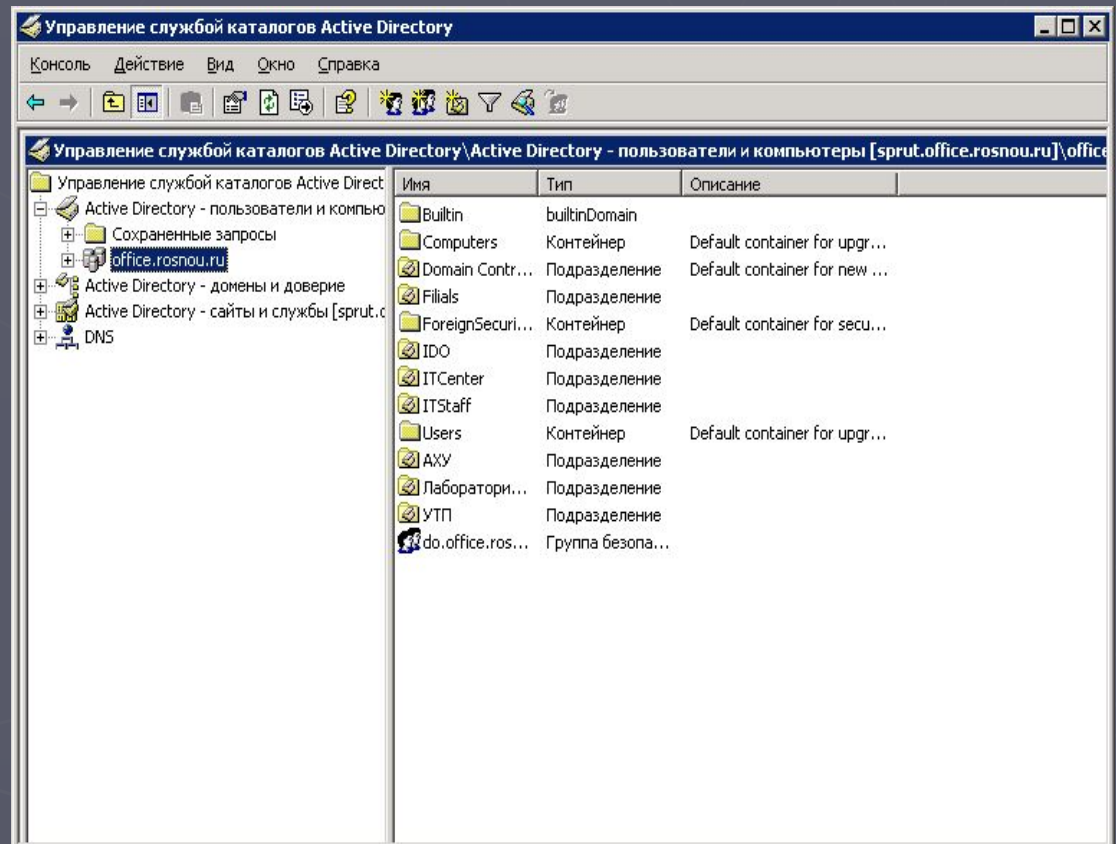 Управление службой каталогов Active Directory
Консоль Действие Вид Окно Справка
Управление службой каталогов Active Directory\Active Directory - пользователи и компьютеры [sprut.office.rosnou.ru]\office
Управление службой каталогов Active Direct
Active Directory - пользователи и компью
Сохраненные запросы
office.rosnou.ru
Active Directory - домены и доверие
Active Directory - сайты и службы [sprut.o
DNS
Имя Тип Описание
Builtin builtinDomain
Computers Контейнер Default container for upgr...
Domain Contr... Подразделение Default container for new ...
Filials Подразделение
ForeignSecuri... Контейнер Default container for secu...
IDO Подразделение
ITCenter Подразделение
ITStaff Подразделение
Users Контейнер Default container for upgr...
АХУ Подразделение
Лаборатори... Подразделение
УТП Подразделение
do.office.ros... Группа безопа...